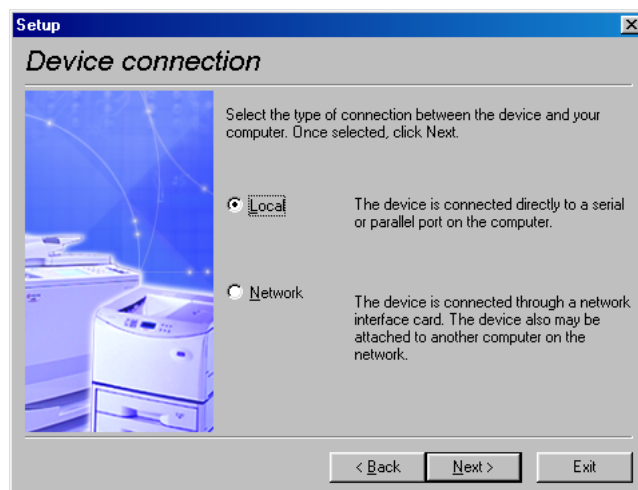 Setup
Device connection
Select the type of connection between the device and your
computer. Once selected, click Next.
Local
The device is connected directly to a serial
or parallel port on the computer.
Network
The device is connected through a network
interface card. The device also may be
attached to another computer on the
network.
< Back
Next >
Exit